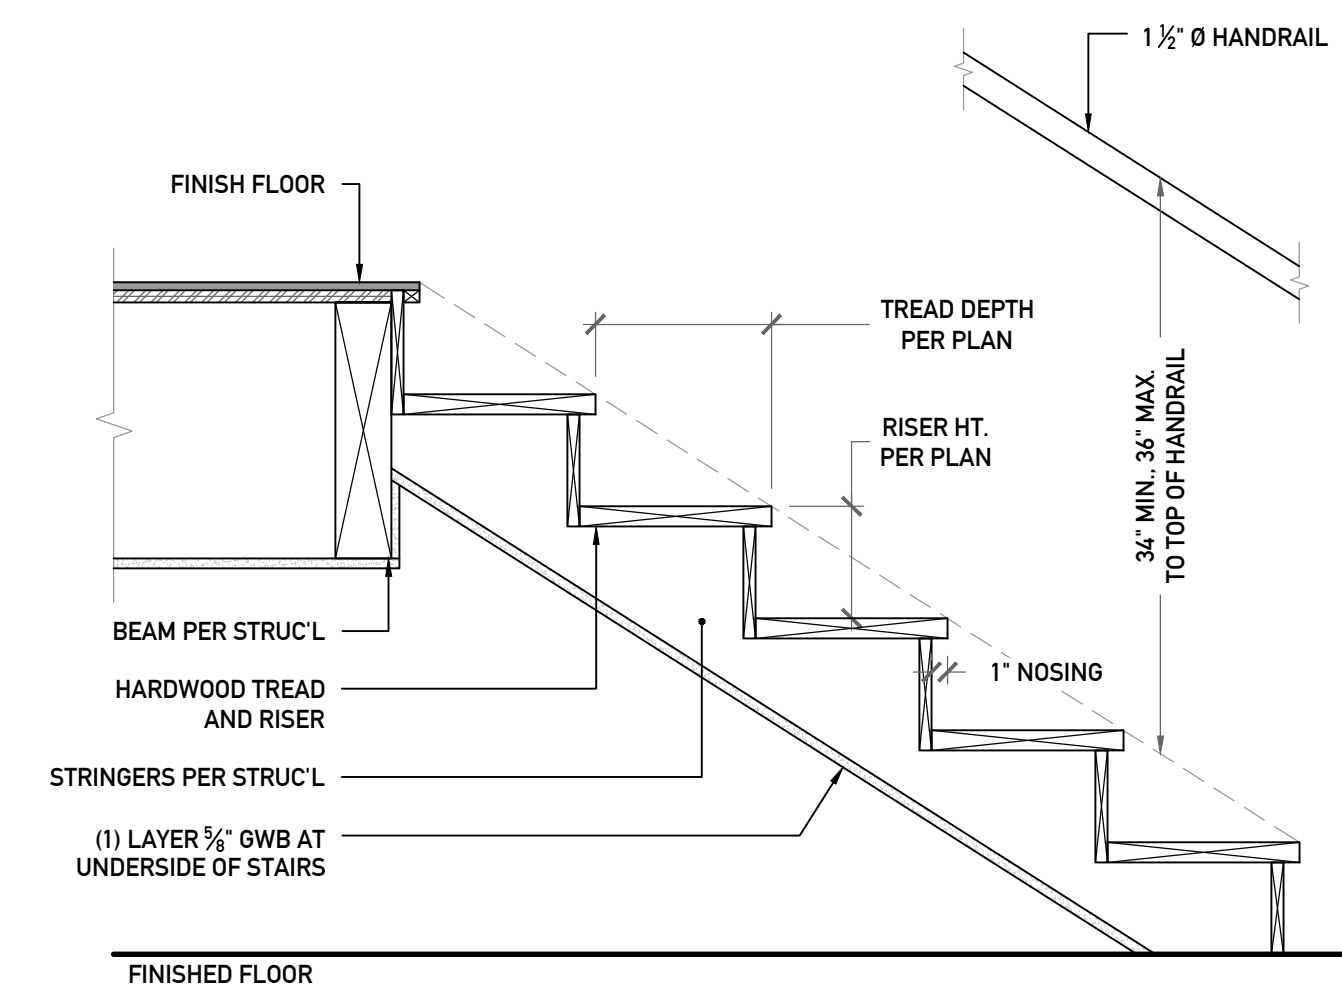 1 ½" Ø HANDRAIL
FINISH FLOOR
TREAD DEPTH
PER PLAN
RISER HT.
PER PLAN
34" MIN., 36" MAX.
TO TOP OF HANDRAIL
BEAM PER STRUC'L
1" NOSING
HARDWOOD TREAD
AND RISER
STRINGERS PER STRUC'L
(1) LAYER ⅝" GWB AT
UNDERSIDE OF STAIRS
FINISHED FLOOR